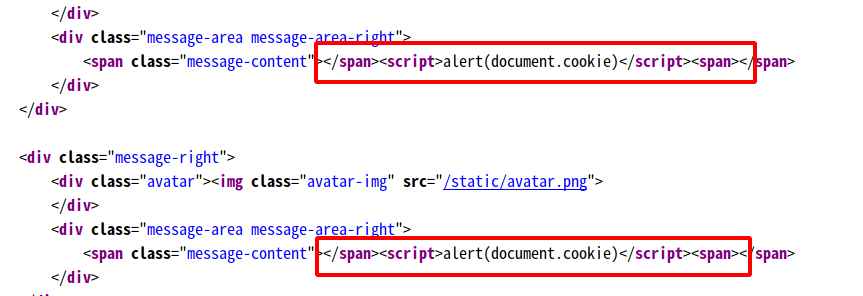 </div>
<div class="message-area message-area-right">
<span class="message-content"></span><script>alert(document.cookie)</script><span></span>
</div>
</div>
<div class="message-right">
<div class="avatar"><img class="avatar-img" src="/static/avatar.png">
</div>
<div class="message-area message-area-right">
<span class="message-content"></span><script>alert(document.cookie)</script><span></span>
</div>